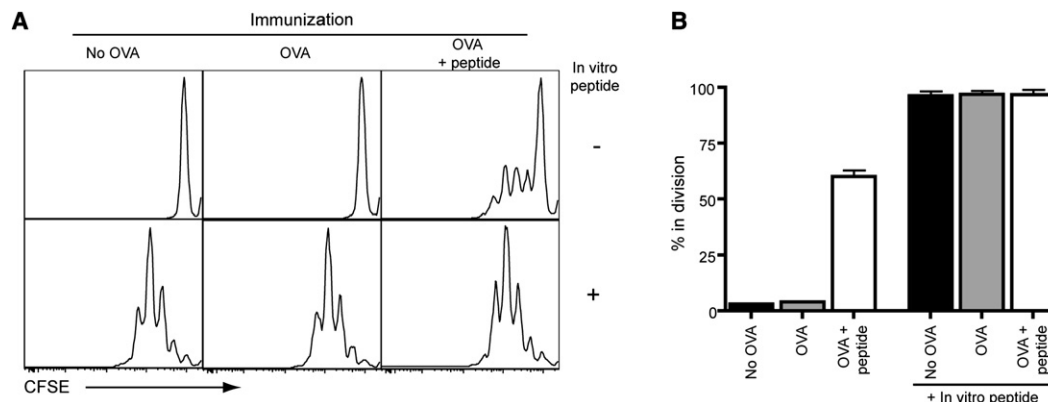 A
Immunization
No OVA
OVA
OVA
+ peptide
In vitro
peptide
-
+
CFSE
B
% in division
100
75
50
25
0
No OVA
OVA
OVA +
peptide
No OVA
OVA
OVA +
peptide
+ In vitro peptide